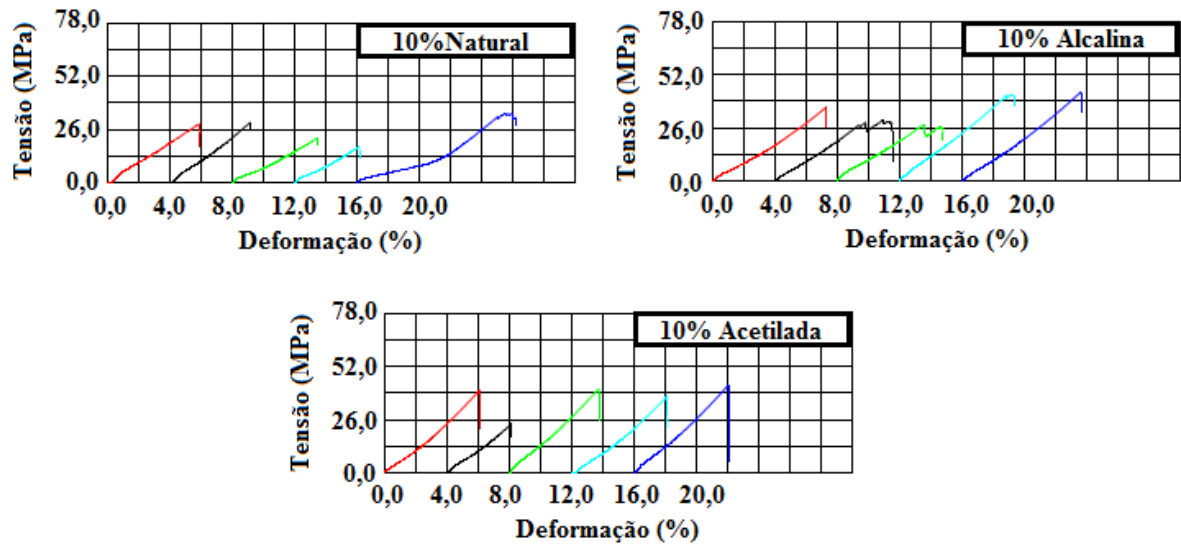 10%Natural
Tensão (MPa)
78,0
52,0
26,0
0,0
0,0 4,0 8,0 12,0 16,0 20,0
Deformação (%)
10% Alcalina
Tensão (MPa)
78,0
52,0
26,0
0,0
0,0 4,0 8,0 12,0 16,0 20,0
Deformação (%)
10% Acetilada
Tensão (MPa)
78,0
52,0
26,0
0,0
0,0 4,0 8,0 12,0 16,0 20,0
Deformação (%)